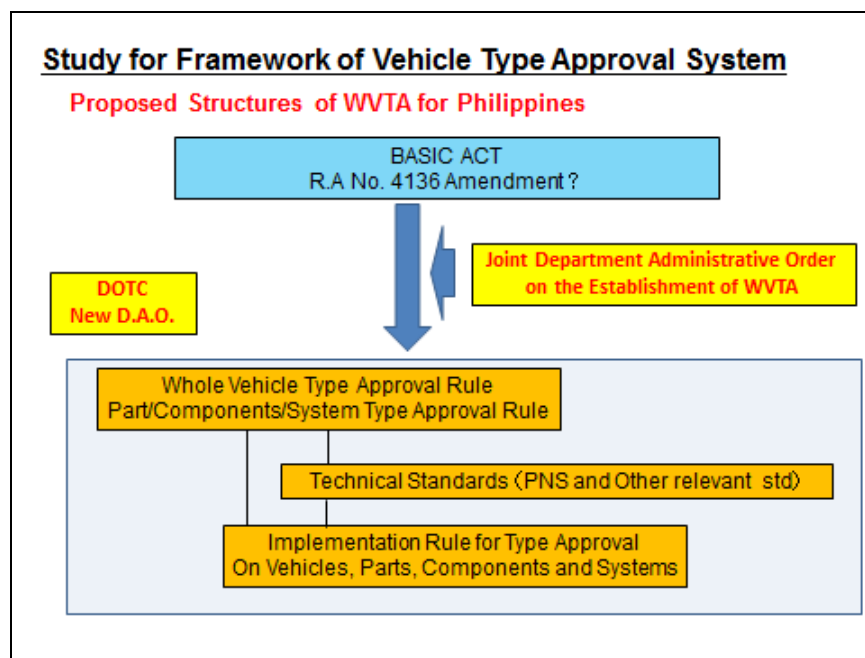 Study for Framework of Vehicle Type Approval System
Proposed Structures of WVTA for Philippines
BASIC ACT
R.A No. 4136 Amendment？
Joint Department Administrative Order
on the Establishment of WVTA
DOTC
New D.A.O.
Whole Vehicle Type Approval Rule
Part/Components/System Type Approval Rule
Technical Standards（PNS and Other relevant std）
Implementation Rule for Type Approval
On Vehicles, Parts, Components and Systems